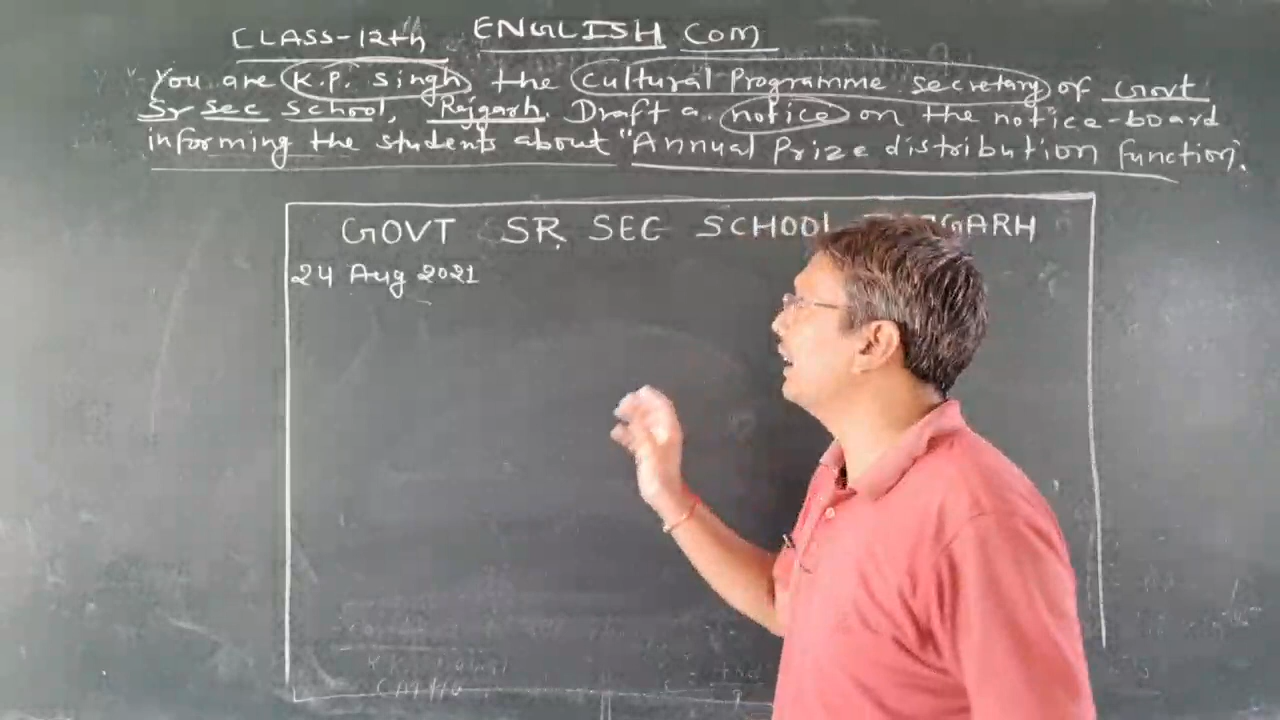 CLASS-12th ENGLISH COM
You are K.P. Singh the Cultural Programme secretary of Govt
Sr Sec School, Rajgarh. Draft a notice on the notice-board
informing the students about "Annual Prize distribution function.
GOVT SR SEC SCHOOL GARH
24 Aug 2021